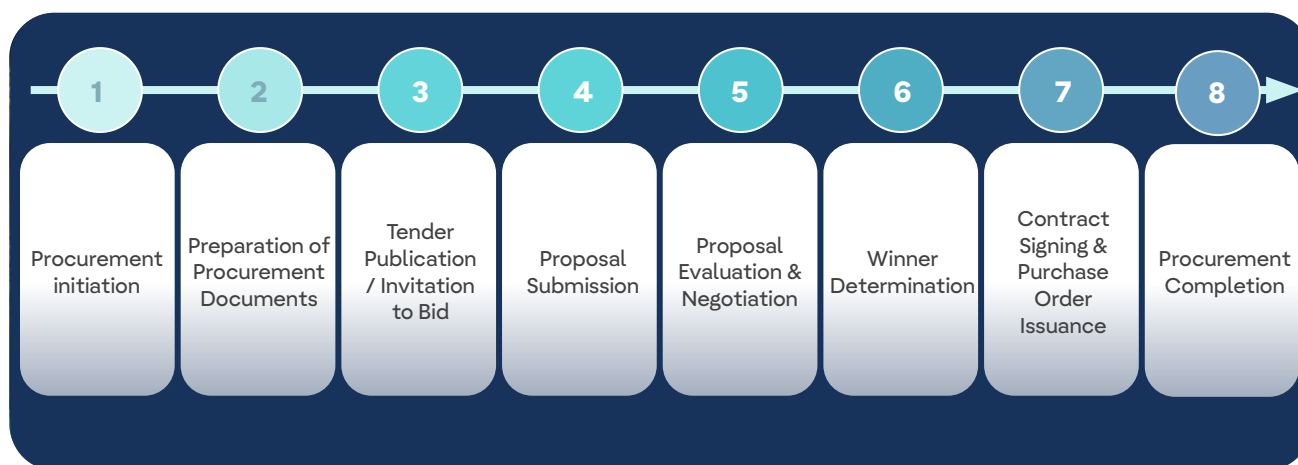 1
2
3
4
5
6
7
8
Procurement
initiation
Preparation of
Procurement
Documents
Tender
Publication
/ Invitation
to Bid
Proposal
Submission
Proposal
Evaluation &
Negotiation
Winner
Determination
Contract
Signing &
Purchase
Order
Issuance
Procurement
Completion